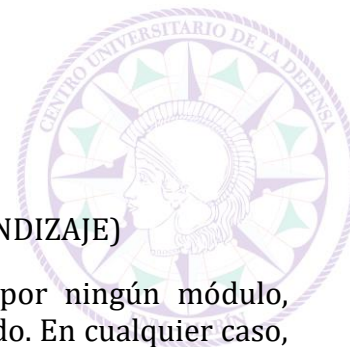 CENTRO UNIVERSITARIO DE LA DEFENSA
NDIZAJE)
por ningún módulo,
do. En cualquier caso,